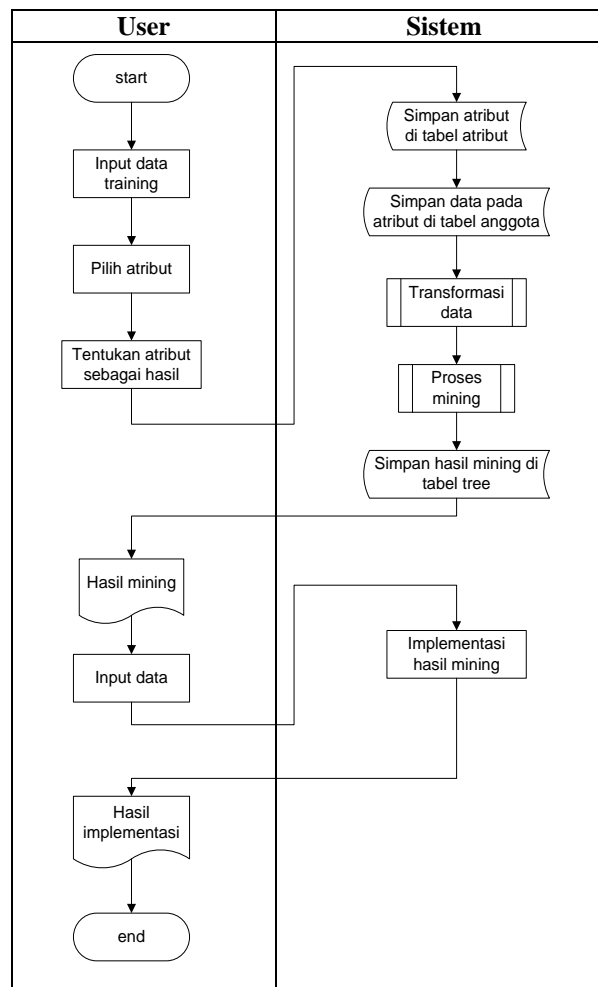 User
Sistem
start
Input data
training
Pilih atribut
Tentukan atribut
sebagai hasil
Simpan atribut
di tabel atribut
Simpan data pada
atribut di tabel anggota
Transformasi
data
Proses
mining
Simpan hasil mining di
tabel tree
Hasil mining
Input data
Implementasi
hasil mining
Hasil
implementasi
end